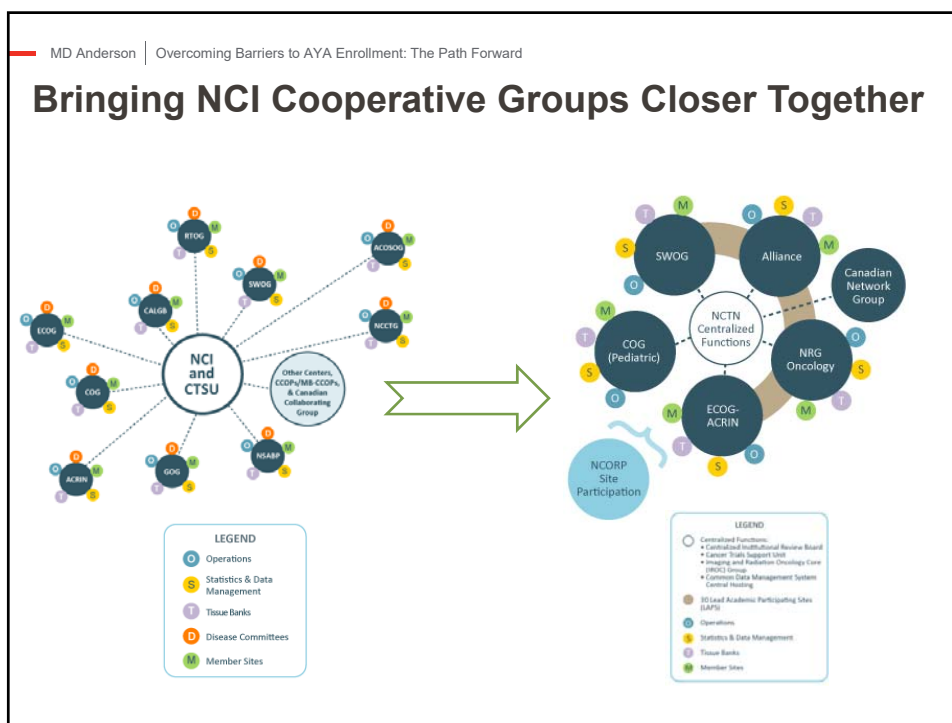 MD Anderson | Overcoming Barriers to AYA Enrollment: The Path Forward
Bringing NCI Cooperative Groups Closer Together
D
O
M
RTOG
T
S
D
O
M
ACOSOG
T
S
D
O
M
SWOG
T
S
D
O
M
CALGB
T
S
D
O
M
ECOG
T
S
D
O
M
NCCTG
T
S
NCI
and
CTSU
Other Centers,
CCOPs/MB-CCOPs,
& Canadian
Collaborating
Group
D
O
M
COG
T
S
D
O
M
ACRIN
T
S
D
O
M
GOG
T
S
D
O
M
NSABP
T
S
LEGEND
O Operations
S Statistics & Data
Management
T Tissue Banks
D Disease Committees
M Member Sites
T
M
S
O
SWOG
O
S
T
M
Alliance
Canadian
Network
Group
NCTN
Centralized
Functions
M
T
S
O
COG
(Pediatric)
NRG
Oncology
O
S
T
M
ECOG-
ACRIN
M
T
S
O
NCORP
Site
Participation
LEGEND
Centralized Functions:
• Centralized Institutional Review Board
• Cancer Trials Support Unit
• Imaging and Radiation Oncology Core
(IROC) Group
• Common Data Management System
Central Hosting
30 Lead Academic Participating Sites
(LAPS)
O Operations
S Statistics & Data Management
T Tissue Banks
M Member Sites